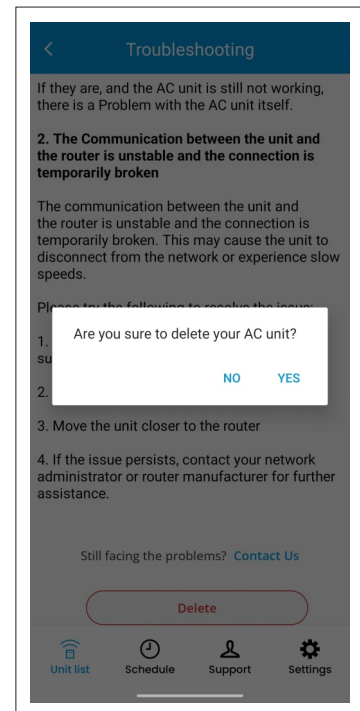 Troubleshooting
If they are, and the AC unit is still not working,
there is a Problem with the AC unit itself.
2. The Communication between the unit and
the router is unstable and the connection is
temporarily broken
The communication between the unit and
the router is unstable and the connection is
temporarily broken. This may cause the unit to
disconnect from the network or experience slow
speeds.
Please try the following to resolve the issue:
1.
su
Are you sure to delete your AC unit?
NO YES
2.
3. Move the unit closer to the router
4. If the issue persists, contact your network
administrator or router manufacturer for further
assistance.
Still facing the problems? Contact Us
Delete
Unit list Schedule Support Settings